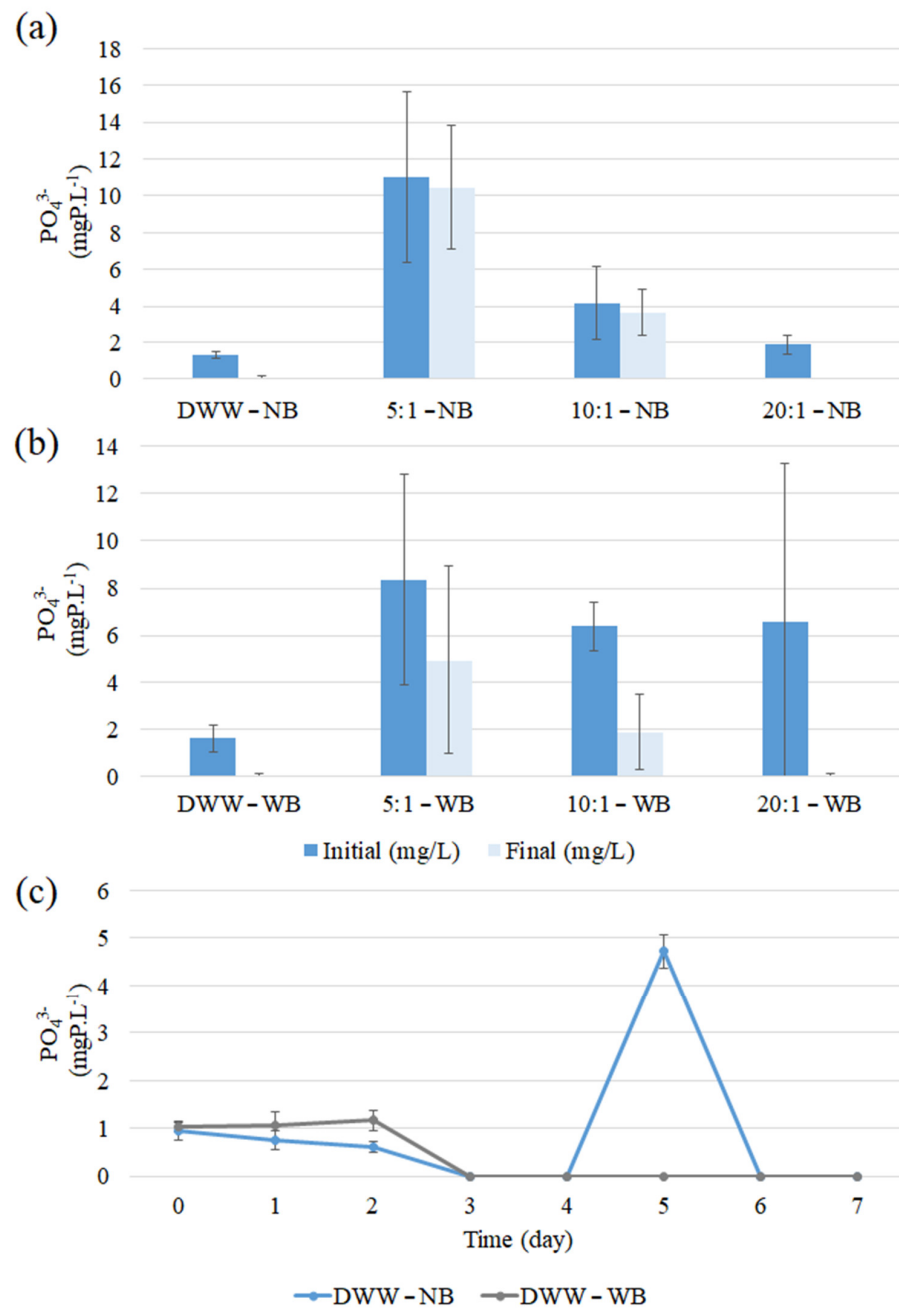 (a)
18
16
14
12
10
8
6
4
2
0
PO₄³⁻
(mgP.L⁻¹)
DWW – NB 5:1 – NB 10:1 – NB 20:1 – NB
(b)
14
12
10
8
6
4
2
0
PO₄³⁻
(mgP.L⁻¹)
DWW – WB 5:1 – WB 10:1 – WB 20:1 – WB
Initial (mg/L) Final (mg/L)
(c)
6
5
4
3
2
1
0
PO₄³⁻
(mgP.L⁻¹)
0 1 2 3 4 5 6 7
Time (day)
DWW – NB DWW – WB